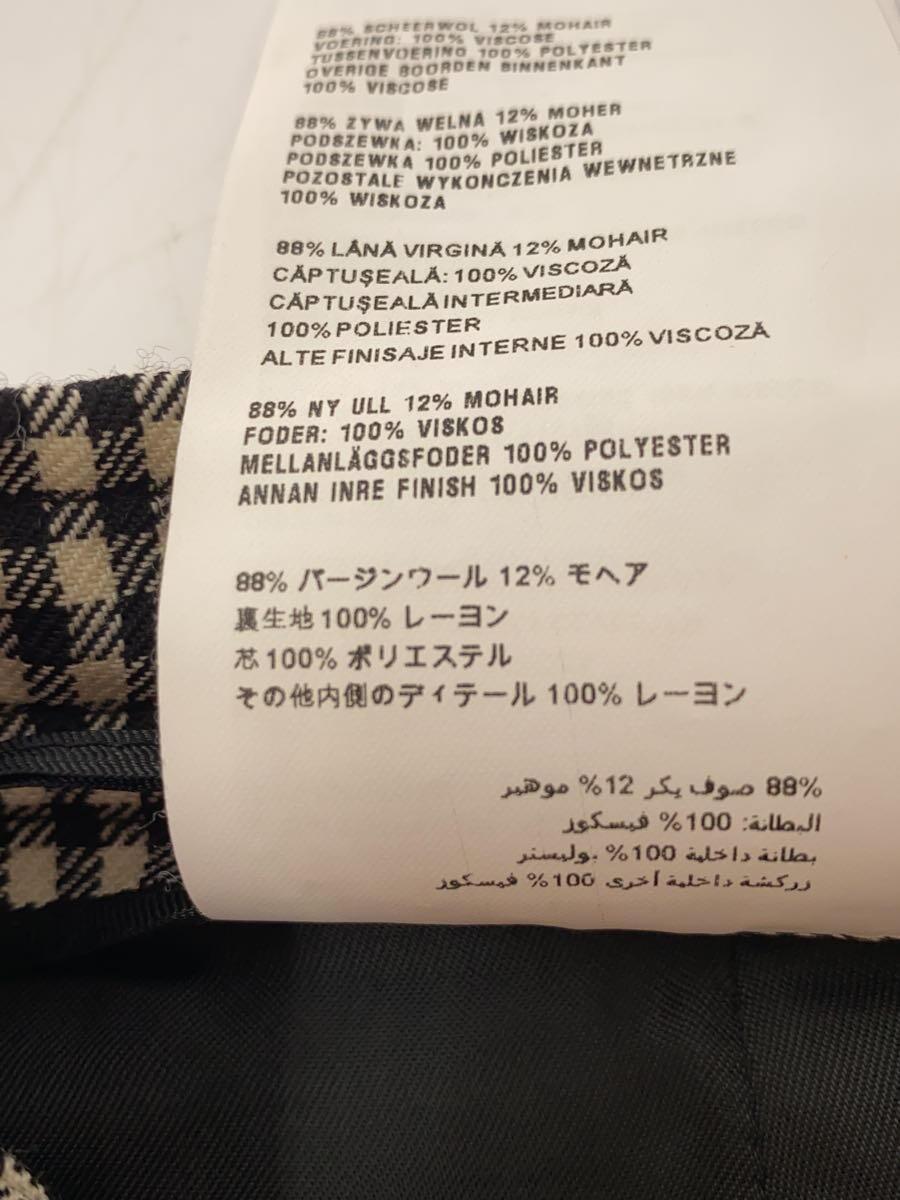 88% SCHEERWOL 12% MOHAIR
VOERING: 100% VISCOSE
TUSSENVOERING 100% POLYESTER
OVERIGE BOORDEN BINNENKANT
100% VISCOSE
88% ZYWA WELNA 12% MOHER
PODSZEWKA: 100% WISKOZA
PODSZEWKA 100% POLIESTER
POZOSTALE WYKONCZENIA WEWNETRZNE
100% WISKOZA
88% LÂNĂ VIRGINĂ 12% MOHAIR
CĂPTUȘEALĂ: 100% VISCOZĂ
CĂPTUȘEALĂ INTERMEDIARĂ
100% POLIESTER
ALTE FINISAJE INTERNE 100% VISCOZĂ
88% NY ULL 12% MOHAIR
FODER: 100% VISKOS
MELLANLÄGGSFODER 100% POLYESTER
ANNAN INRE FINISH 100% VISKOS
88% バージンウール 12% モヘア
裏生地 100% レーヨン
芯 100% ポリエステル
その他内側のディテール 100% レーヨン
88% صوف بكر 12% موهير
البطانة: 100% فيسكوز
بطانة داخلية 100% بوليستر
زركشة داخلية أخرى 100% فيسكوز